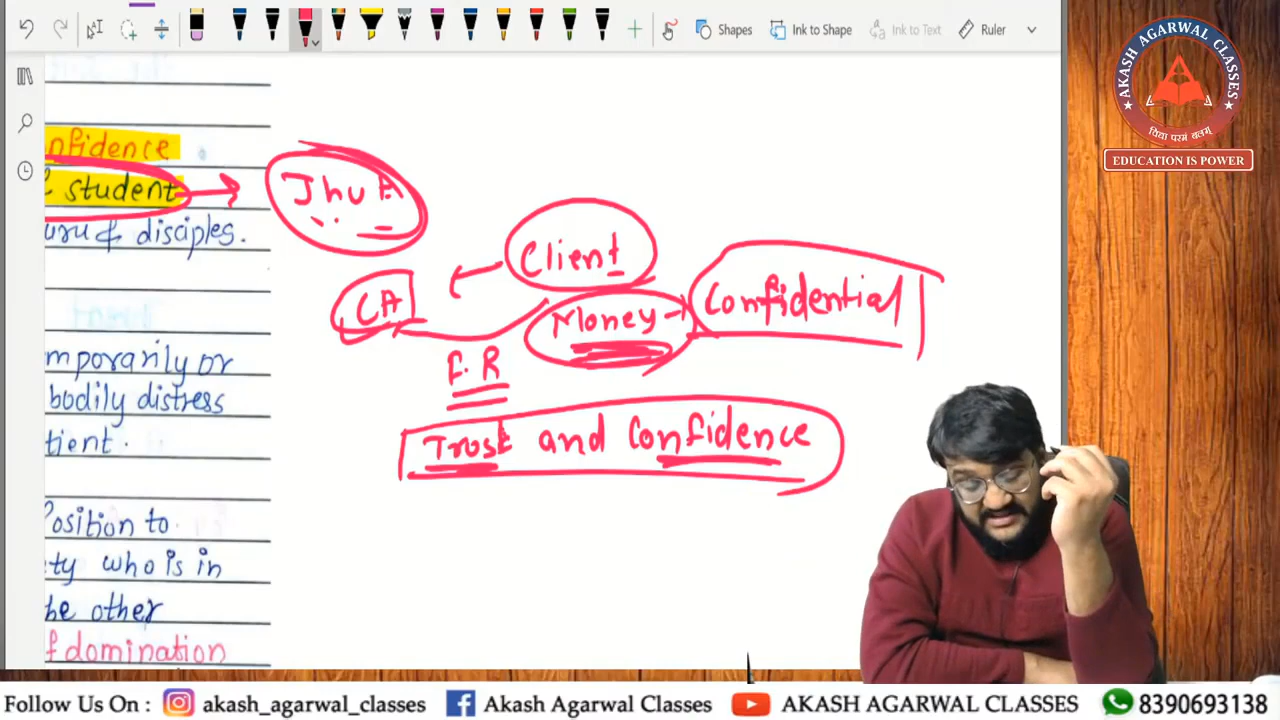 Shapes
Ink to Shape
Ink to Text
Ruler
nfidence
student
Client
CA
Money
Confidential
F. R
Trust and Confidence
& disciples.
mporarily or
bodily distress
tient.
Position to
ty who is in
he other
f domination
AKASH AGARWAL CLASSES
विद्या परमं बलम्
EDUCATION IS POWER
Follow Us On :
akash_agarwal_classes
Akash Agarwal Classes
AKASH AGARWAL CLASSES
8390693138